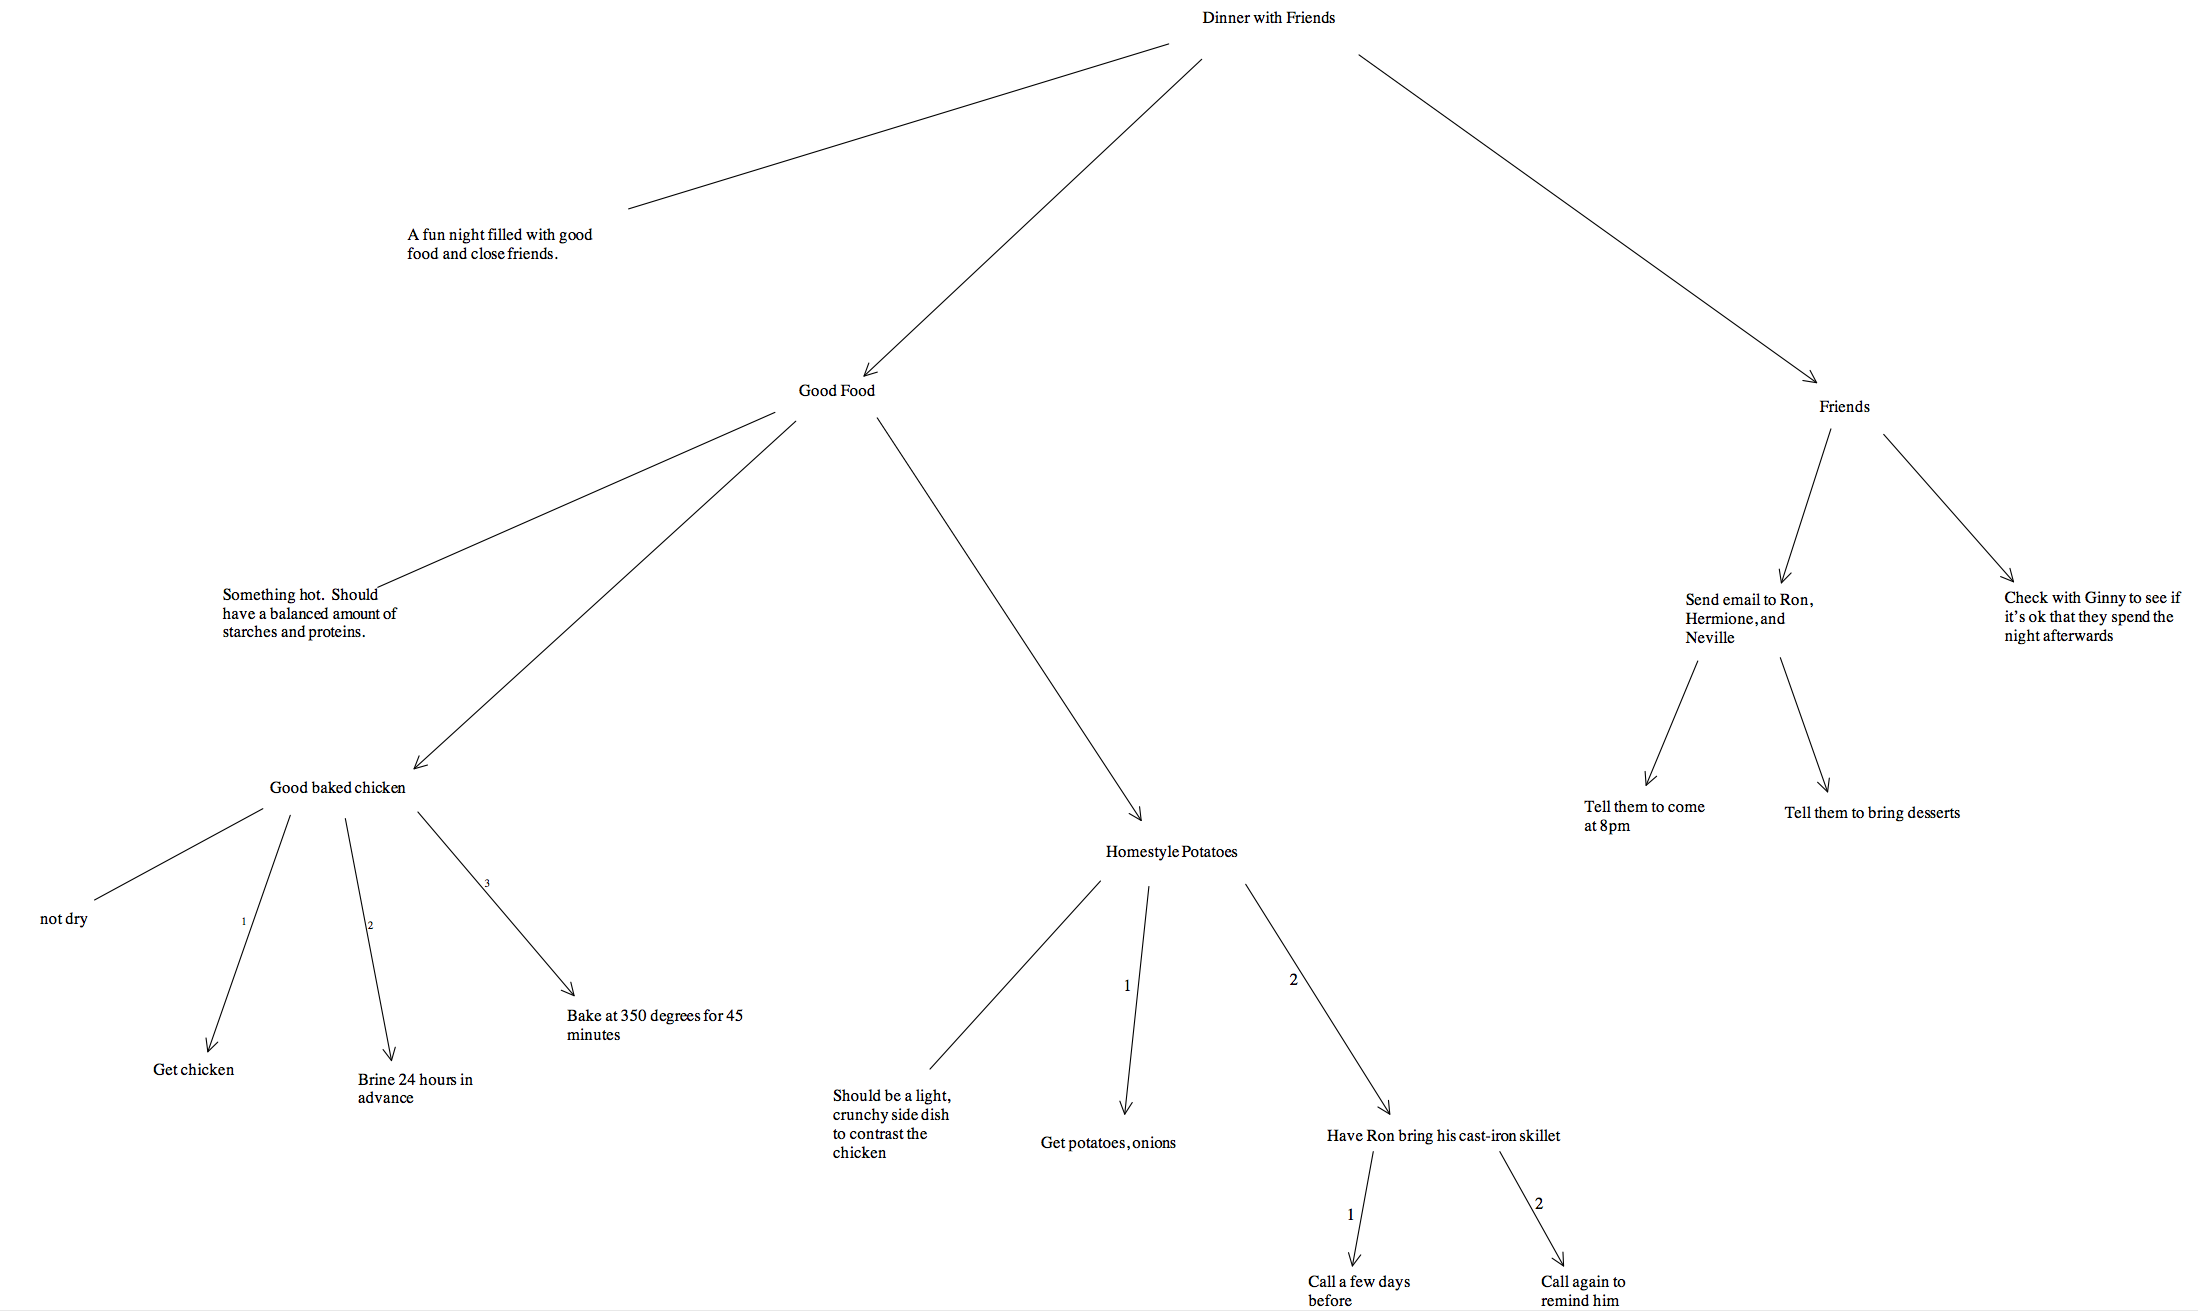 Dinner with Friends
A fun night filled with good
food and close friends.
Good Food
Friends
Something hot. Should
have a balanced amount of
starches and proteins.
Send email to Ron,
Hermione, and
Neville
Check with Ginny to see if
it's ok that they spend the
night afterwards
Good baked chicken
Tell them to come
at 8pm
Tell them to bring desserts
Homestyle Potatoes
not dry
1
2
3
Get chicken
Brine 24 hours in
advance
Bake at 350 degrees for 45
minutes
1
2
Should be a light,
crunchy side dish
to contrast the
chicken
Get potatoes, onions
Have Ron bring his cast-iron skillet
1
2
Call a few days
before
Call again to
remind him